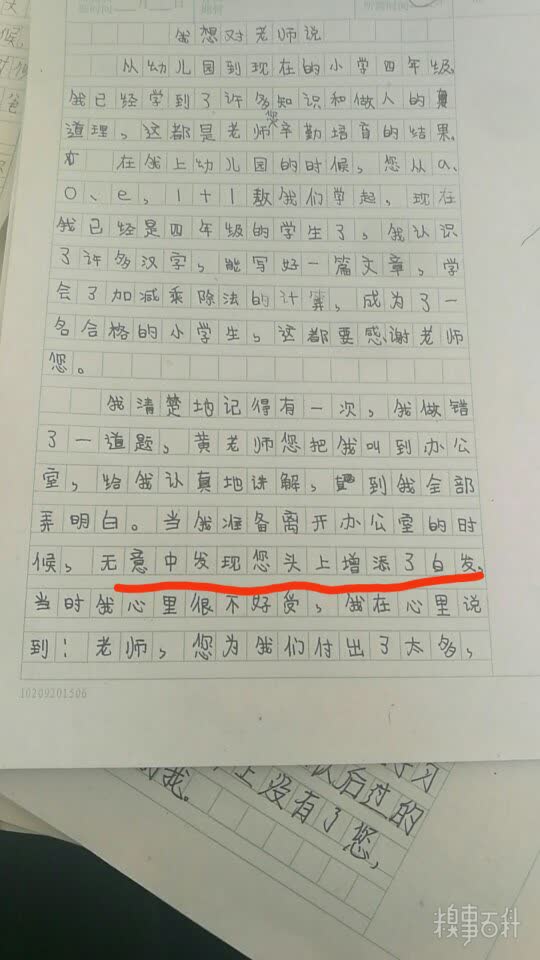 我想对老师说
从幼儿园到现在的小学四年级,
我已经学到了许多知识和做人的
道理,这都是老师您辛勤培育的结果。
在我上幼儿园的时候,您从a、
o、e,1+1教我们学起,现在
我已经是四年级的学生了,我认识
了许多汉字,能写好一篇文章,学
会了加减乘除法的计算,成为了一
名合格的小学生,这都要感谢老师
您。
我清楚地记得有一次,我做错
了一道题,黄老师您把我叫到办公
室,给我认真地讲解,直到我全部
弄明白。当我准备离开办公室的时
候,无意中发现您头上增添了白发。
当时我心里很不好受,我在心里说
到:老师,您为我们付出了太多,
10209201506
学习
队后过的
上没有了您,
的我。
糗事百科